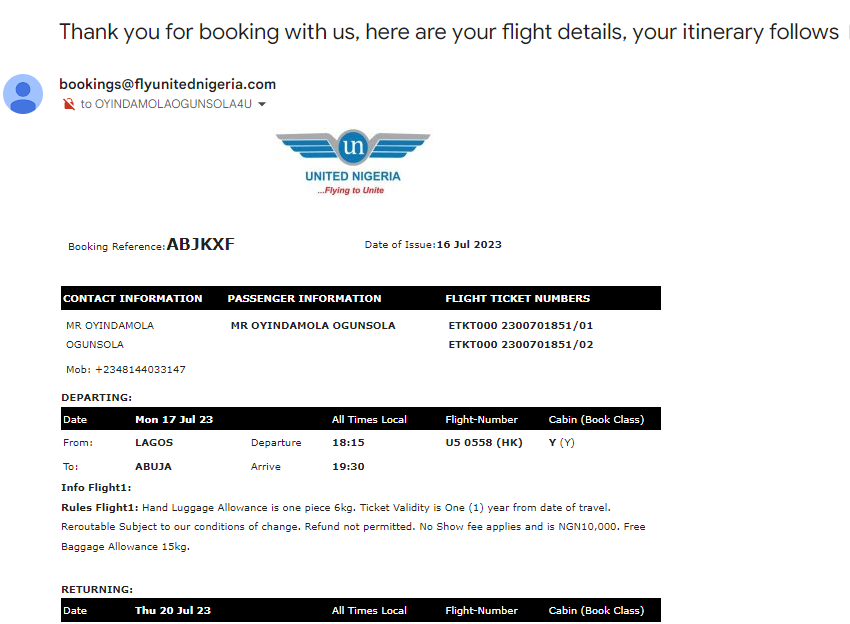 Thank you for booking with us, here are your flight details, your itinerary follows
bookings@flyunitednigeria.com
to OYINDAMOLAOGUNSOLA4U
un
UNITED NIGERIA
...Flying to Unite
Booking Reference:ABJKXF Date of Issue:16 Jul 2023
CONTACT INFORMATION PASSENGER INFORMATION FLIGHT TICKET NUMBERS
MR OYINDAMOLA MR OYINDAMOLA OGUNSOLA ETKT000 2300701851/01
OGUNSOLA ETKT000 2300701851/02
Mob: +2348144033147
DEPARTING:
Date Mon 17 Jul 23 All Times Local Flight-Number Cabin (Book Class)
From: LAGOS Departure 18:15 U5 0558 (HK) Y (Y)
To: ABUJA Arrive 19:30
Info Flight1:
Rules Flight1: Hand Luggage Allowance is one piece 6kg. Ticket Validity is One (1) year from date of travel.
Reroutable Subject to our conditions of change. Refund not permitted. No Show fee applies and is NGN10,000. Free
Baggage Allowance 15kg.
RETURNING:
Date Thu 20 Jul 23 All Times Local Flight-Number Cabin (Book Class)